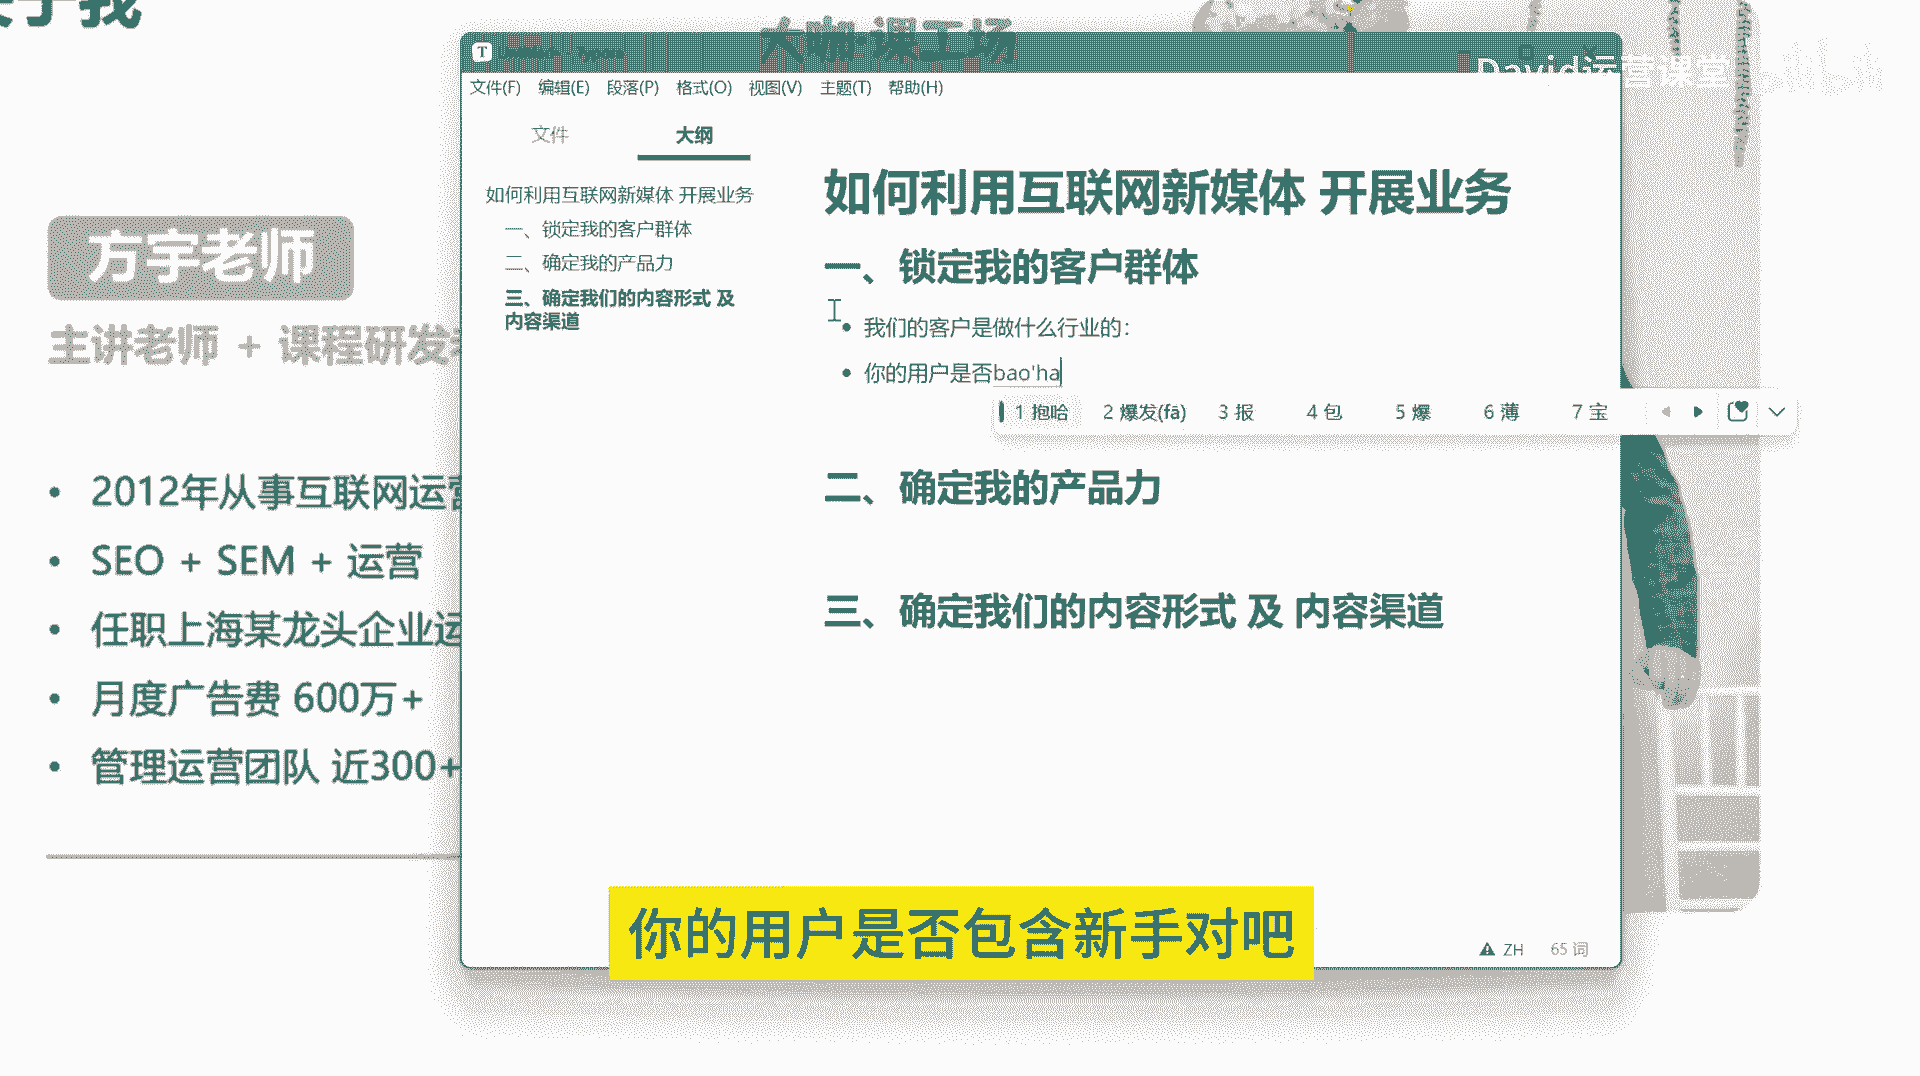 大咖·课工场
David运营课堂
bilibili
方宇老师
主讲老师 + 课程研发
2012年从事互联网运营
SEO + SEM + 运营
任职上海某龙头企业运
月度广告费 600万+
管理运营团队 近300+
T
文件(F) 编辑(E) 段落(P) 格式(O) 视图(V) 主题(T) 帮助(H)
文件 大纲
如何利用互联网新媒体 开展业务
一、锁定我的客户群体
二、确定我的产品力
三、确定我们的内容形式 及
内容渠道
如何利用互联网新媒体 开展业务
一、锁定我的客户群体
我们的客户是做什么行业的:
你的用户是否bao'ha
1 抱哈 2 爆发(fā) 3 报 4 包 5 爆 6 薄 7 宝
二、确定我的产品力
三、确定我们的内容形式 及 内容渠道
ZH 65 词
你的用户是否包含新手对吧